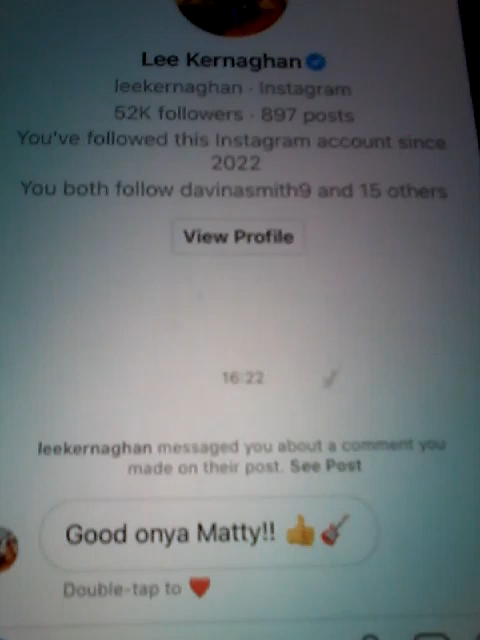 Lee Kernaghan
leekernaghan · Instagram
52K followers · 897 posts
You've followed this Instagram account since
2022
You both follow davinasmith9 and 15 others
View Profile
16:22
leekernaghan messaged you about a comment you
made on their post. See Post
Good onya Matty!! 👍🎸
Double-tap to ❤️